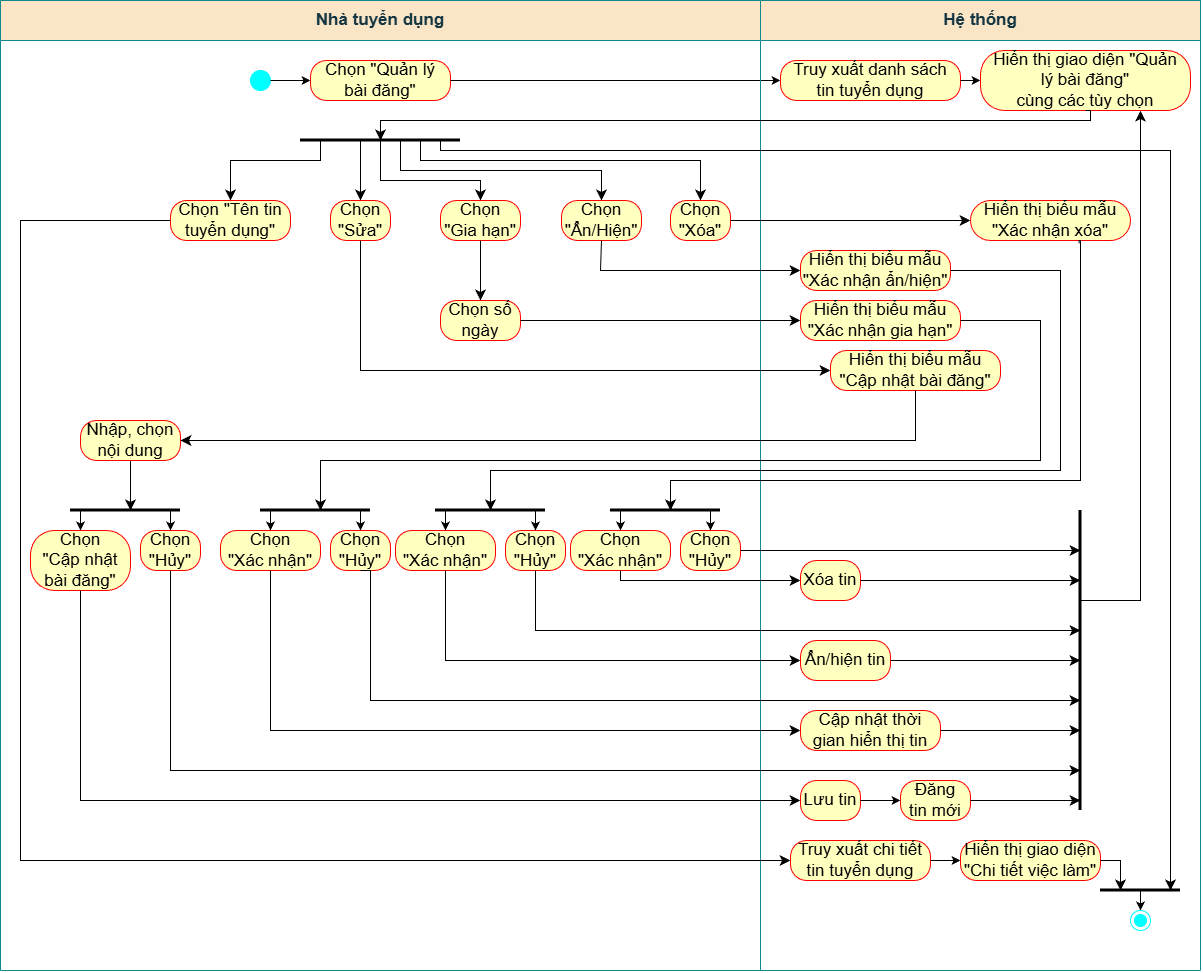 Nhà tuyển dụng
Hệ thống
Chọn "Quản lý
bài đăng"
Truy xuất danh sách
tin tuyển dụng
Hiển thị giao diện "Quản
lý bài đăng"
cùng các tùy chọn
Chọn "Tên tin
tuyển dụng"
Chọn
"Sửa"
Chọn
"Gia hạn"
Chọn
"Ẩn/Hiện"
Chọn
"Xóa"
Hiển thị biểu mẫu
"Xác nhận xóa"
Hiển thị biểu mẫu
"Xác nhận ẩn/hiện"
Chọn số
ngày
Hiển thị biểu mẫu
"Xác nhận gia hạn"
Hiển thị biểu mẫu
"Cập nhật bài đăng"
Nhập, chọn
nội dung
Chọn
"Cập nhật
bài đăng"
Chọn
"Hủy"
Chọn
"Xác nhận"
Chọn
"Hủy"
Chọn
"Xác nhận"
Chọn
"Hủy"
Chọn
"Xác nhận"
Chọn
"Hủy"
Xóa tin
Ẩn/hiện tin
Cập nhật thời
gian hiển thị tin
Lưu tin
Đăng
tin mới
Truy xuất chi tiết
tin tuyển dụng
Hiển thị giao diện
"Chi tiết việc làm"